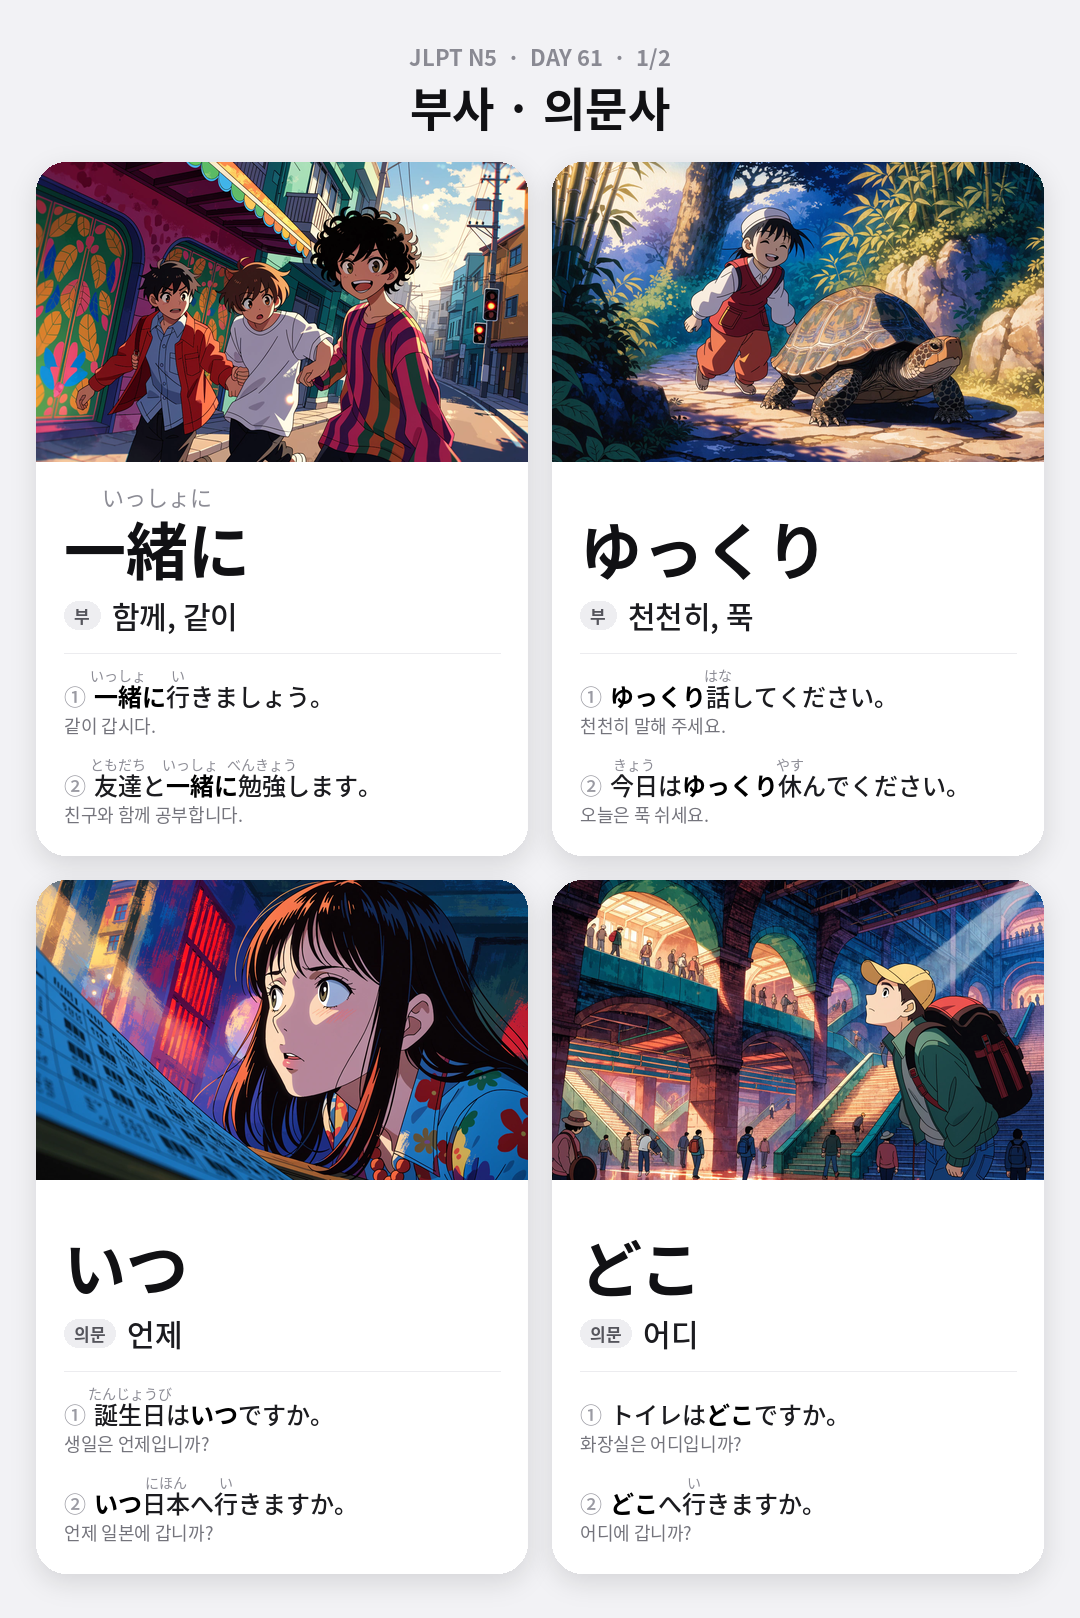 JLPT N5 · DAY 61 · 1/2
부사 · 의문사
いっしょに
一緒に
부 함께, 같이
いっしょ い
① 一緒に行きましょう。
같이 갑시다.
ともだち いっしょ べんきょう
② 友達と一緒に勉強します。
친구와 함께 공부합니다.
ゆっくり
부 천천히, 푹
はな
① ゆっくり話してください。
천천히 말해 주세요.
きょう やす
② 今日はゆっくり休んでください。
오늘은 푹 쉬세요.
いつ
의문 언제
たんじょうび
① 誕生日はいつですか。
생일은 언제입니까?
にほん い
② いつ日本へ行きますか。
언제 일본에 갑니까?
どこ
의문 어디
① トイレはどこですか。
화장실은 어디입니까?
い
② どこへ行きますか。
어디에 갑니까?